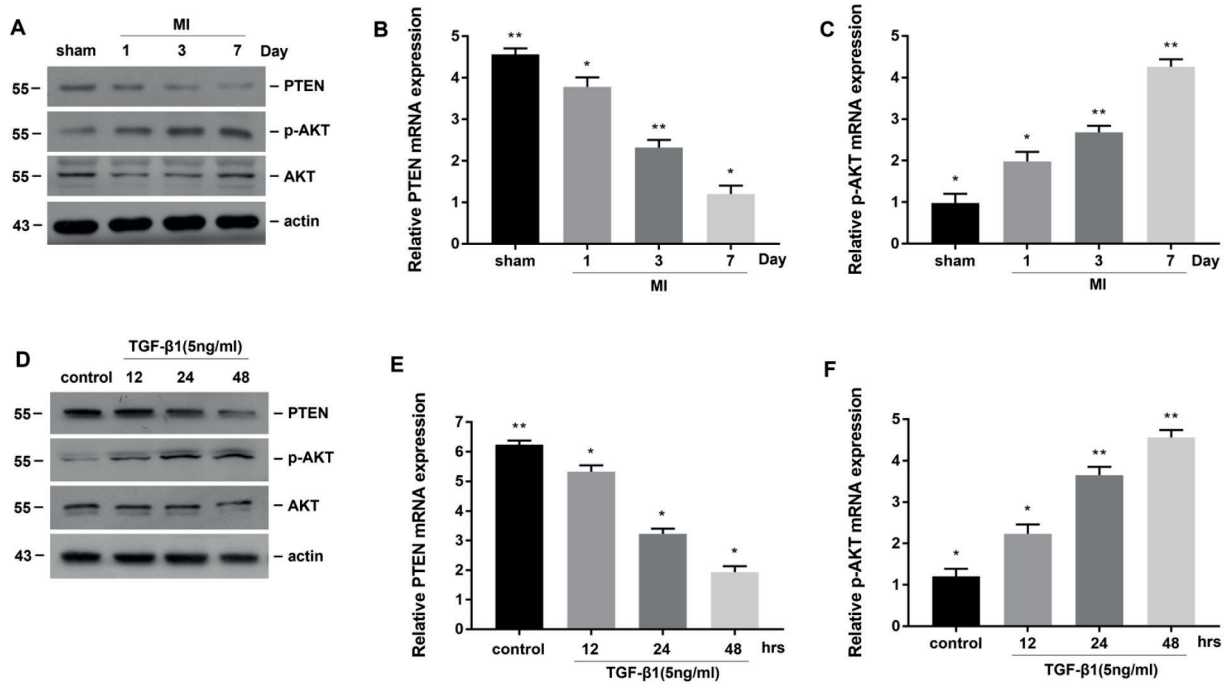 A
MI
sham 1 3 7 Day
55 – – PTEN
55 – – p-AKT
55 – – AKT
43 – – actin
B
Relative PTEN mRNA expression
5
4
3
2
1
0
** * ** *
sham 1 3 7 Day
MI
C
Relative p-AKT mRNA expression
5
4
3
2
1
0
* * ** **
sham 1 3 7 Day
MI
D
TGF-β1(5ng/ml)
control 12 24 48
55 – – PTEN
55 – – p-AKT
55 – – AKT
43 – – actin
E
Relative PTEN mRNA expression
7
6
5
4
3
2
1
0
** * * *
control 12 24 48 hrs
TGF-β1(5ng/ml)
F
Relative p-AKT mRNA expression
5
4
3
2
1
0
* * ** **
control 12 24 48 hrs
TGF-β1(5ng/ml)